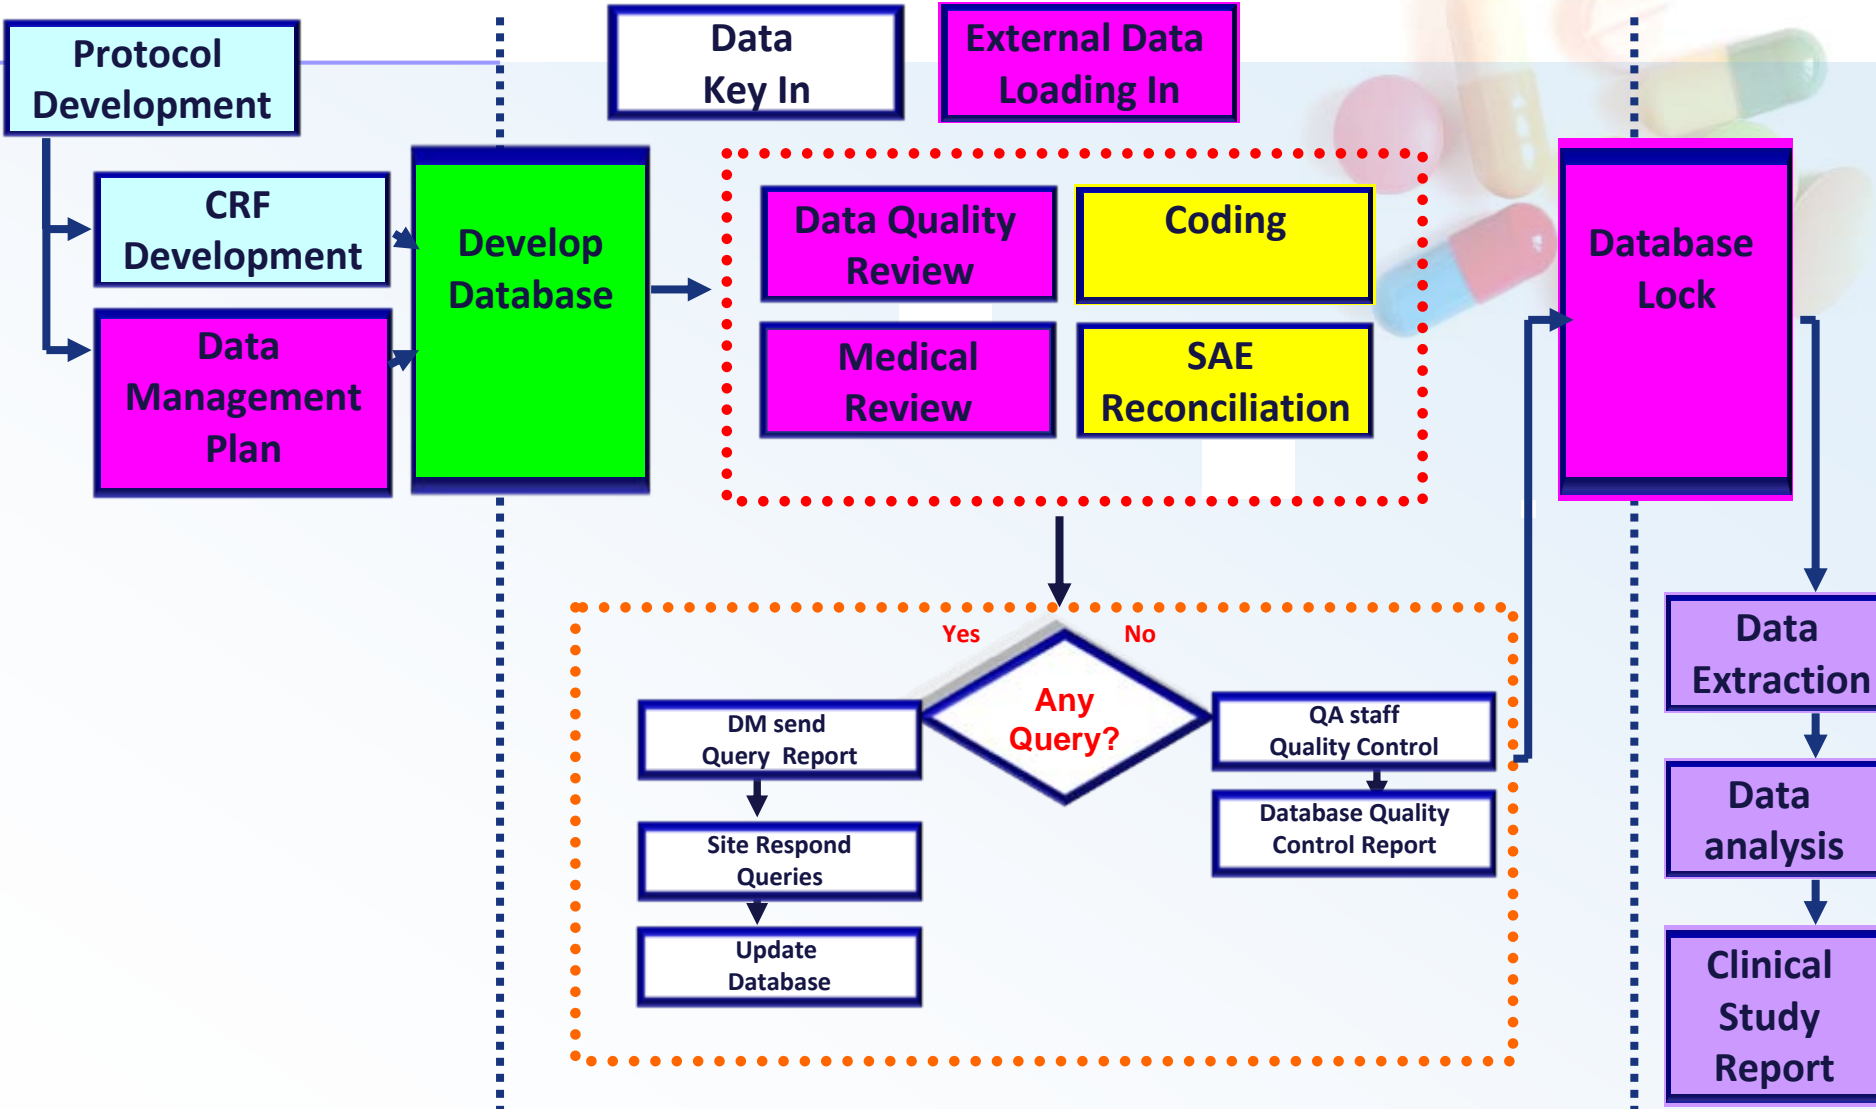 Protocol
Development
Data
Key In
External Data
Loading In
CRF
Development
Data
Management
Plan
Develop
Database
Data Quality
Review
Coding
Medical
Review
SAE
Reconciliation
Database
Lock
Yes
No
Any
Query?
DM send
Query Report
Site Respond
Queries
Update
Database
QA staff
Quality Control
Database Quality
Control Report
Data
Extraction
Data
analysis
Clinical
Study
Report